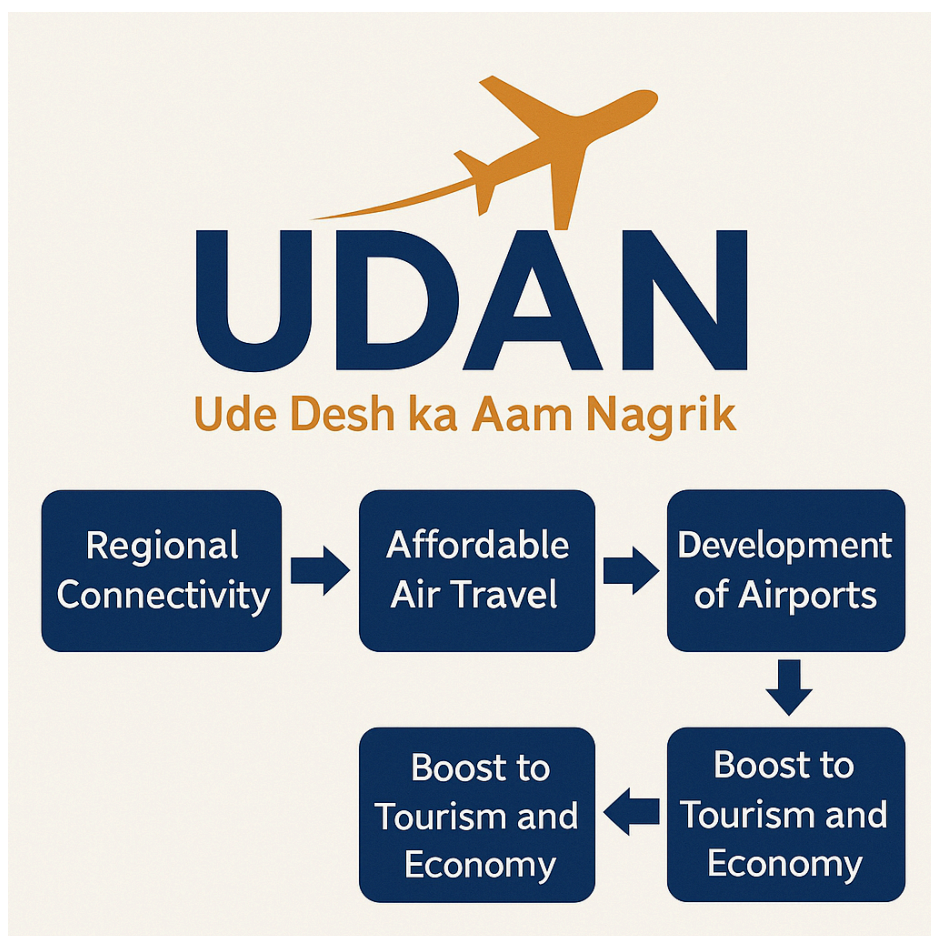 UDAN
Ude Desh ka Aam Nagrik
Regional
Connectivity
Affordable
Air Travel
Development
of Airports
Boost to
Tourism and
Economy
Boost to
Tourism and
Economy